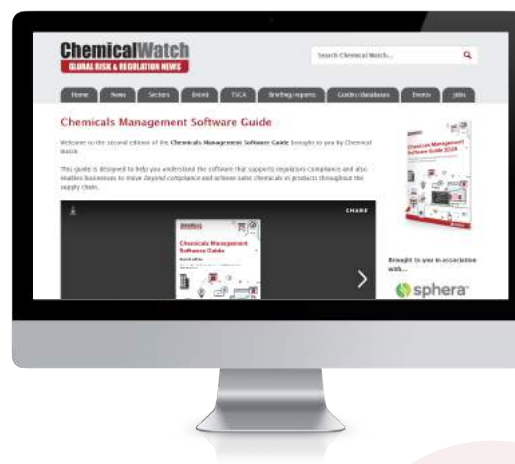 ChemicalWatch
GLOBAL RISK & REGULATION NEWS
Search Chemical Watch...
Home News Sectors Brexit TSCA Briefings/reports Guides/databases Events Jobs
Chemicals Management Software Guide
Welcome to the second edition of the Chemicals Management Software Guide brought to you by Chemical
Watch.
This guide is designed to help you understand the software that supports regulatory compliance and also
enables businesses to move beyond compliance and achieve safer chemicals in products throughout the
supply chain.
SHARE
Chemicals Management
Software Guide
Chemicals Management
Software Guide
Brought to you in association
with...
sphera